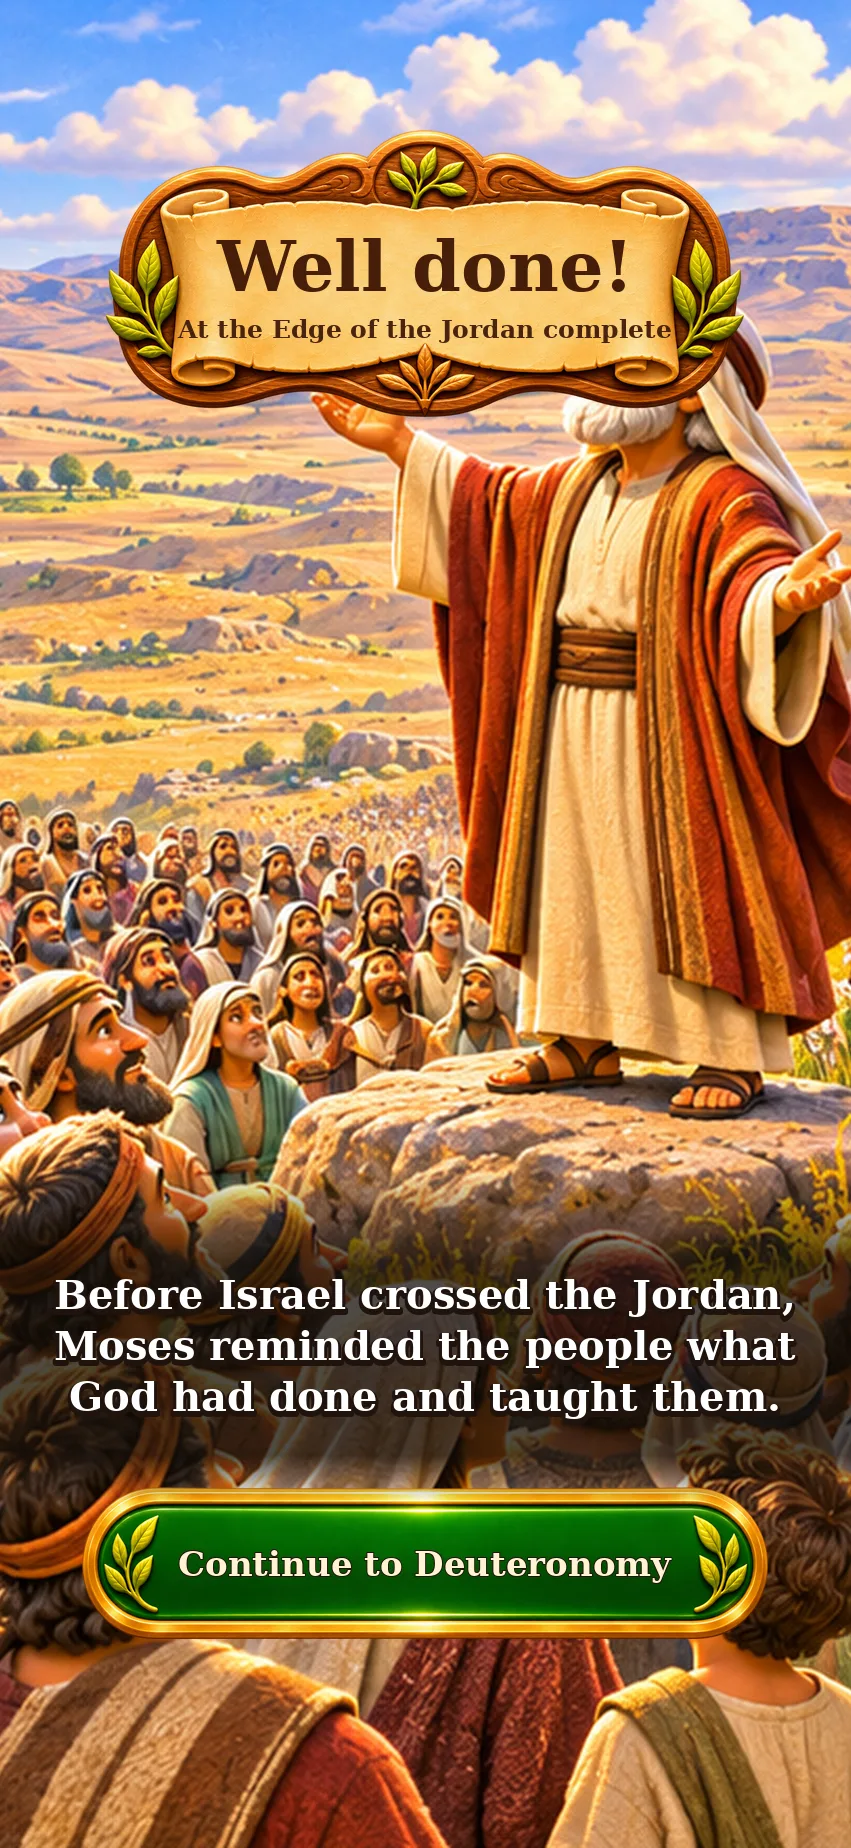 Well done!
At the Edge of the Jordan complete
Before Israel crossed the Jordan,
Moses reminded the people what
God had done and taught them.
Continue to Deuteronomy